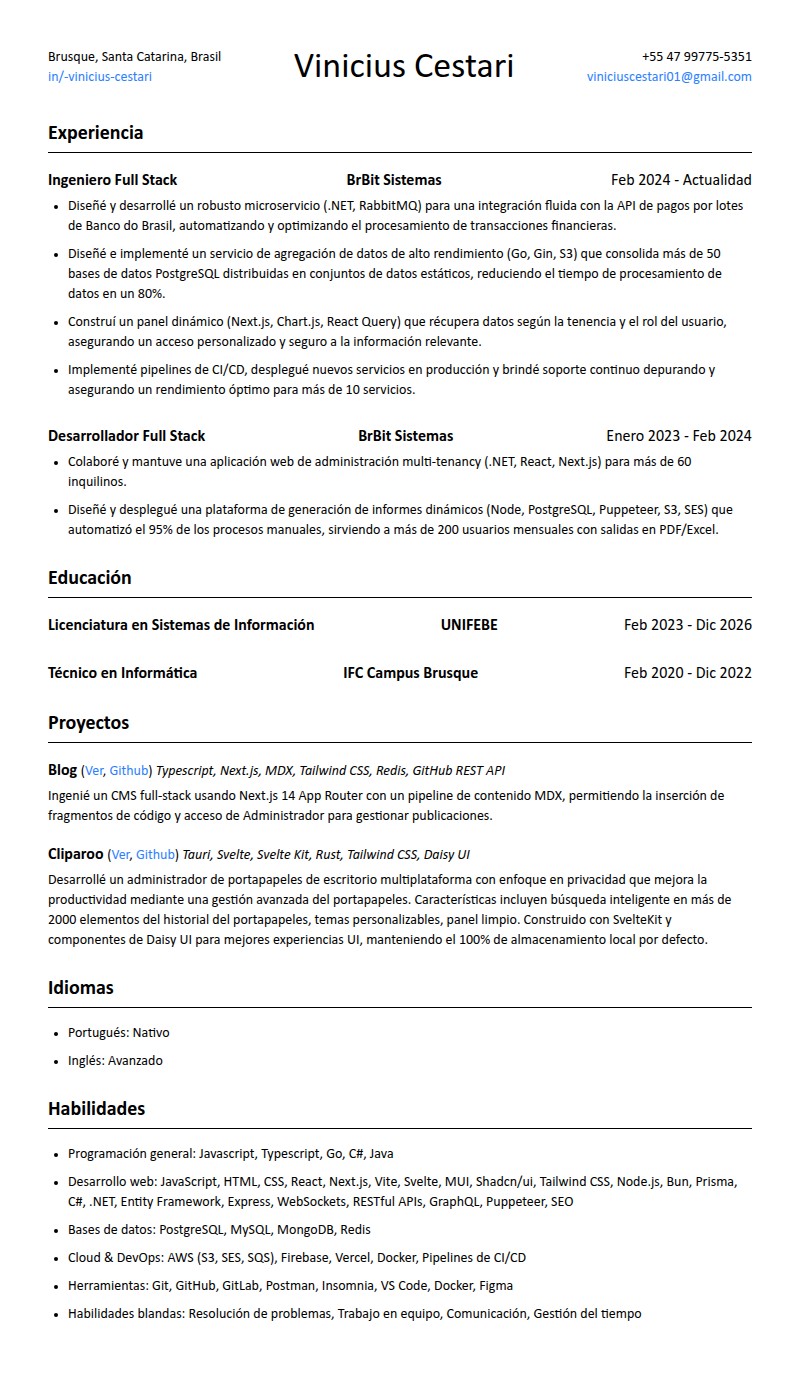 Brusque, Santa Catarina, Brasil
in/-vinicius-cestari
Vinicius Cestari
+55 47 99775-5351
viniciuscestari01@gmail.com
Experiencia
Ingeniero Full Stack BrBit Sistemas Feb 2024 - Actualidad
• Diseñé y desarrollé un robusto microservicio (.NET, RabbitMQ) para una integración fluida con la API de pagos por lotes
de Banco do Brasil, automatizando y optimizando el procesamiento de transacciones financieras.
• Diseñé e implementé un servicio de agregación de datos de alto rendimiento (Go, Gin, S3) que consolida más de 50
bases de datos PostgreSQL distribuidas en conjuntos de datos estáticos, reduciendo el tiempo de procesamiento de
datos en un 80%.
• Construí un panel dinámico (Next.js, Chart.js, React Query) que récupera datos según la tenencia y el rol del usuario,
asegurando un acceso personalizado y seguro a la información relevante.
• Implementé pipelines de CI/CD, desplegué nuevos servicios en producción y brindé soporte continuo depurando y
asegurando un rendimiento óptimo para más de 10 servicios.
Desarrollador Full Stack BrBit Sistemas Enero 2023 - Feb 2024
• Colaboré y mantuve una aplicación web de administración multi-tenancy (.NET, React, Next.js) para más de 60
inquilinos.
• Diseñé y desplegué una plataforma de generación de informes dinámicos (Node, PostgreSQL, Puppeteer, S3, SES) que
automatizó el 95% de los procesos manuales, sirviendo a más de 200 usuarios mensuales con salidas en PDF/Excel.
Educación
Licenciatura en Sistemas de Información UNIFEBE Feb 2023 - Dic 2026
Técnico en Informática IFC Campus Brusque Feb 2020 - Dic 2022
Proyectos
Blog (Ver, Github) Typescript, Next.js, MDX, Tailwind CSS, Redis, GitHub REST API
Ingenié un CMS full-stack usando Next.js 14 App Router con un pipeline de contenido MDX, permitiendo la inserción de
fragmentos de código y acceso de Administrador para gestionar publicaciones.
Cliparoo (Ver, Github) Tauri, Svelte, Svelte Kit, Rust, Tailwind CSS, Daisy UI
Desarrollé un administrador de portapapeles de escritorio multiplataforma con enfoque en privacidad que mejora la
productividad mediante una gestión avanzada del portapapeles. Características incluyen búsqueda inteligente en más de
2000 elementos del historial del portapapeles, temas personalizables, panel limpio. Construido con SvelteKit y
componentes de Daisy UI para mejores experiencias UI, manteniendo el 100% de almacenamiento local por defecto.
Idiomas
• Portugués: Nativo
• Inglés: Avanzado
Habilidades
• Programación general: Javascript, Typescript, Go, C#, Java
• Desarrollo web: JavaScript, HTML, CSS, React, Next.js, Vite, Svelte, MUI, Shadcn/ui, Tailwind CSS, Node.js, Bun, Prisma,
C#, .NET, Entity Framework, Express, WebSockets, RESTful APIs, GraphQL, Puppeteer, SEO
• Bases de datos: PostgreSQL, MySQL, MongoDB, Redis
• Cloud & DevOps: AWS (S3, SES, SQS), Firebase, Vercel, Docker, Pipelines de CI/CD
• Herramientas: Git, GitHub, GitLab, Postman, Insomnia, VS Code, Docker, Figma
• Habilidades blandas: Resolución de problemas, Trabajo en equipo, Comunicación, Gestión del tiempo